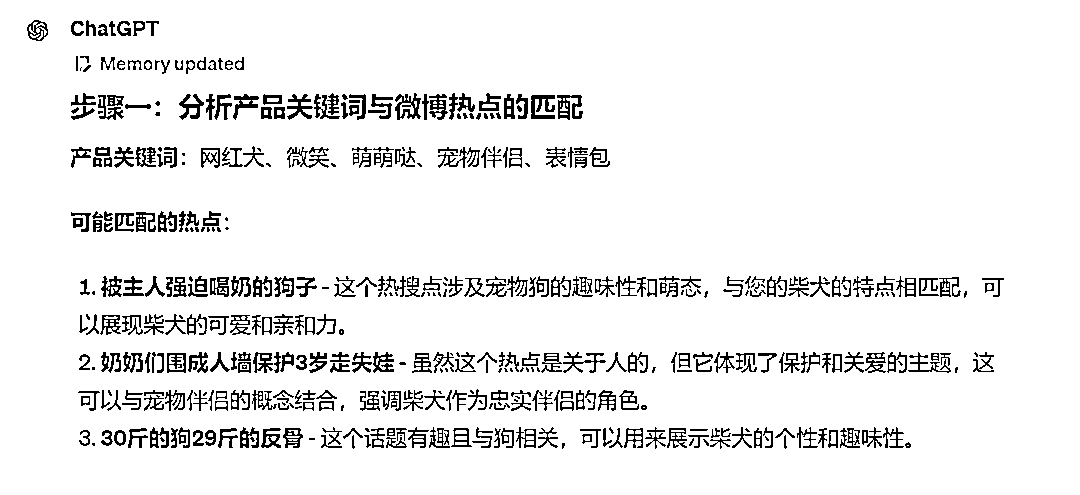 ChatGPT
Memory updated
步骤一：分析产品关键词与微博热点的匹配
产品关键词：网红犬、微笑、萌萌哒、宠物伴侣、表情包
可能匹配的热点：
1. 被主人强迫喝奶的狗子 - 这个热搜点涉及宠物狗的趣味性和萌态，与您的柴犬的特点相匹配，可
以展现柴犬的可爱和亲和力。
2. 奶奶们围成人墙保护3岁走失娃 - 虽然这个热点是关于人的，但它体现了保护和关爱的主题，这
可以与宠物伴侣的概念结合，强调柴犬作为忠实伴侣的角色。
3. 30斤的狗29斤的反骨 - 这个话题有趣且与狗相关，可以用来展示柴犬的个性和趣味性。